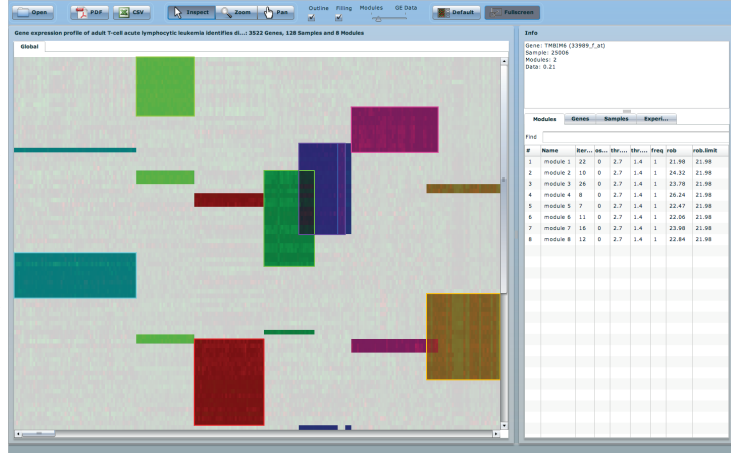 Open PDF CSV Inspect Zoom Pan Outline Filling Modules GE Data Default Fullscreen
Gene expression profile of adult T-cell acute lymphocytic leukemia identifies di...: 3522 Genes, 128 Samples and 8 Modules
Global
Info
Gene: TMBIM6 (33989_f_at)
Sample: 25006
Modules: 2
Data: 0.21
Modules Genes Samples Experi...
Find
# Name iter... os... thr.... thr.... freq rob rob.limit
1 module 1 22 0 2.7 1.4 1 21.98 21.98
2 module 2 10 0 2.7 1.4 1 24.32 21.98
3 module 3 26 0 2.7 1.4 1 23.78 21.98
4 module 4 8 0 2.7 1.4 1 26.24 21.98
5 module 5 7 0 2.7 1.4 1 22.47 21.98
6 module 6 11 0 2.7 1.4 1 22.06 21.98
7 module 7 16 0 2.7 1.4 1 23.98 21.98
8 module 8 12 0 2.7 1.4 1 22.84 21.98